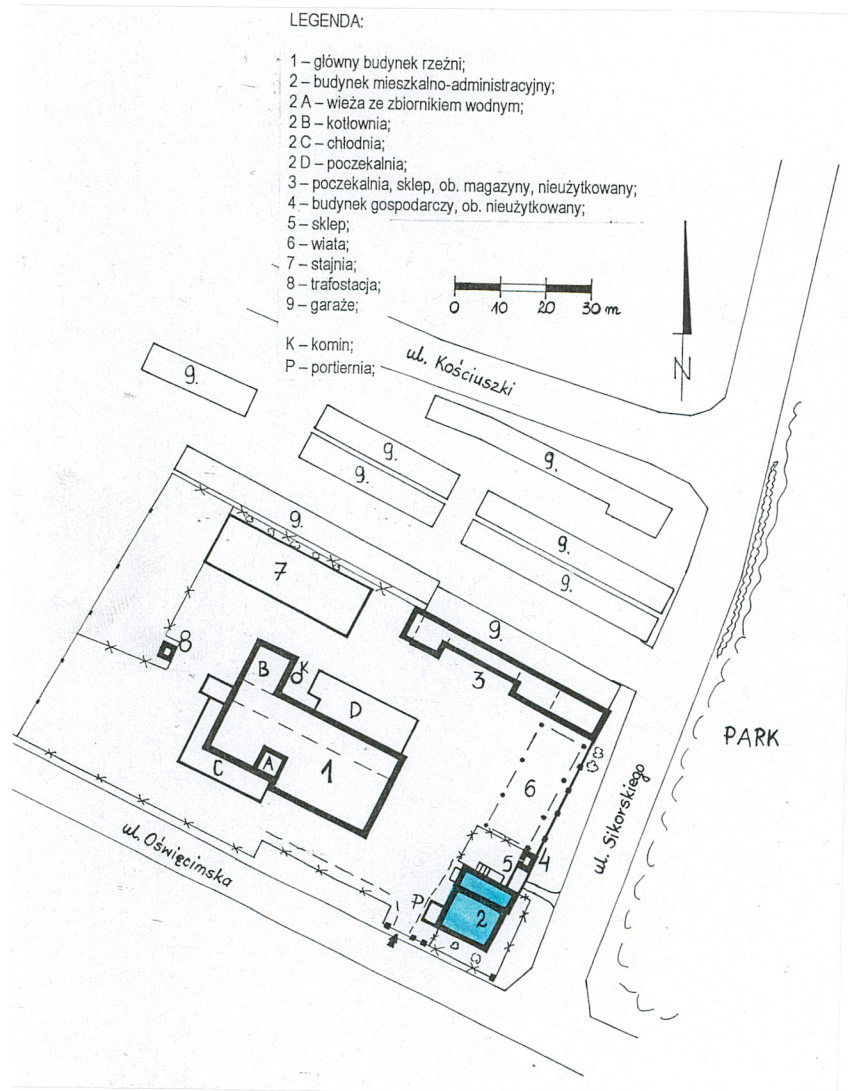 LEGENDA:
1 – główny budynek rzeźni;
2 – budynek mieszkalno-administracyjny;
2 A – wieża ze zbiornikiem wodnym;
2 B – kotłownia;
2 C – chłodnia;
2 D – poczekalnia;
3 – poczekalnia, sklep, ob. magazyny, nieużytkowany;
4 – budynek gospodarczy, ob. nieużytkowany;
5 – sklep;
6 – wiata;
7 – stajnia;
8 – trafostacja;
9 – garaże;
K – komin;
P – portiernia;
0 10 20 30 m
N
ul. Kościuszki
9.
9.
9.
9.
9.
9.
9.
9.
7
8
3
B
K
D
A
C
1
6
PARK
ul. Sikorskiego
5
4
P
2
ul. Oświęcimska